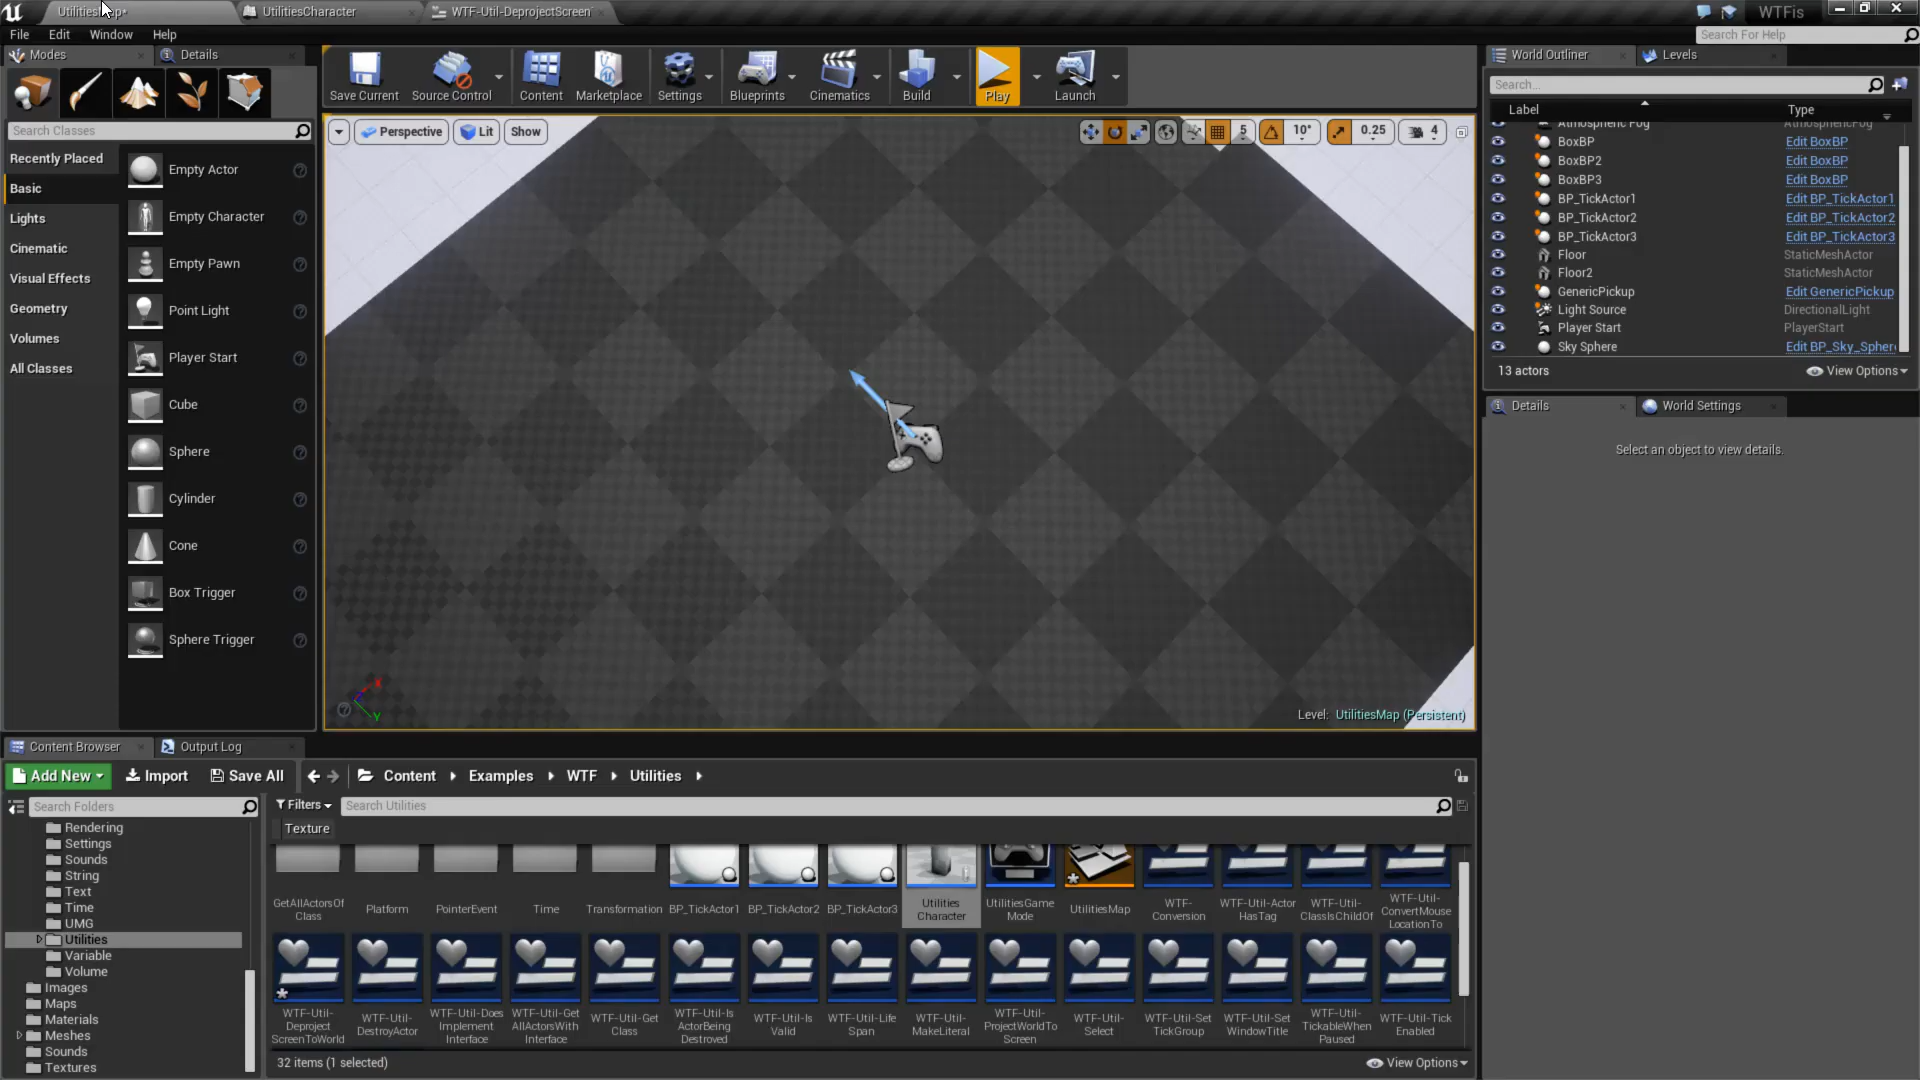 UtilitiesMap*
UtilitiesCharacter
WTF-Util-DeprojectScreen
WTFis
File
Edit
Window
Help
Search For Help
Modes
Details
Save Current
Source Control
Content
Marketplace
Settings
Blueprints
Cinematics
Build
Play
Launch
World Outliner
Levels
Search...
Label
Type
Atmospheric Fog
AtmosphericFog
BoxBP
Edit BoxBP
BoxBP2
Edit BoxBP
BoxBP3
Edit BoxBP
BP_TickActor1
Edit BP_TickActor1
BP_TickActor2
Edit BP_TickActor2
BP_TickActor3
Edit BP_TickActor3
Floor
StaticMeshActor
Floor2
StaticMeshActor
GenericPickup
Edit GenericPickup
Light Source
DirectionalLight
Player Start
PlayerStart
Sky Sphere
Edit BP_Sky_Spher
13 actors
View Options
Details
World Settings
Select an object to view details.
Search Classes
Recently Placed
Basic
Lights
Cinematic
Visual Effects
Geometry
Volumes
All Classes
Empty Actor
Empty Character
Empty Pawn
Point Light
Player Start
Cube
Sphere
Cylinder
Cone
Box Trigger
Sphere Trigger
Perspective
Lit
Show
5
10°
0.25
4
X
Y
Level: UtilitiesMap (Persistent)
Content Browser
Output Log
Add New
Import
Save All
Content
Examples
WTF
Utilities
Search Folders
Filters
Search Utilities
Texture
Rendering
Settings
Sounds
String
Text
Time
UMG
Utilities
Variable
Volume
Images
Maps
Materials
Meshes
Sounds
Textures
GetAllActorsOf
Class
Platform
PointerEvent
Time
Transformation
BP_TickActor1
BP_TickActor2
BP_TickActor3
Utilities
Character
UtilitiesGame
Mode
UtilitiesMap
WTF-
Conversion
WTF-Util-Actor
HasTag
WTF-Util-
ClassIsChildOf
WTF-Util-
ConvertMouse
LocationTo
WTF-Util-
Deproject
ScreenToWorld
WTF-Util-
DestroyActor
WTF-Util-Does
Implement
Interface
WTF-Util-Get
AllActorsWith
Interface
WTF-Util-Get
Class
WTF-Util-Is
ActorBeing
Destroyed
WTF-Util-Is
Valid
WTF-Util-Life
Span
WTF-Util-
MakeLiteral
WTF-Util-
ProjectWorldTo
Screen
WTF-Util-
Select
WTF-Util-Set
TickGroup
WTF-Util-Set
WindowTitle
WTF-Util-
TickableWhen
Paused
WTF-Util-Tick
Enabled
32 items (1 selected)
View Options